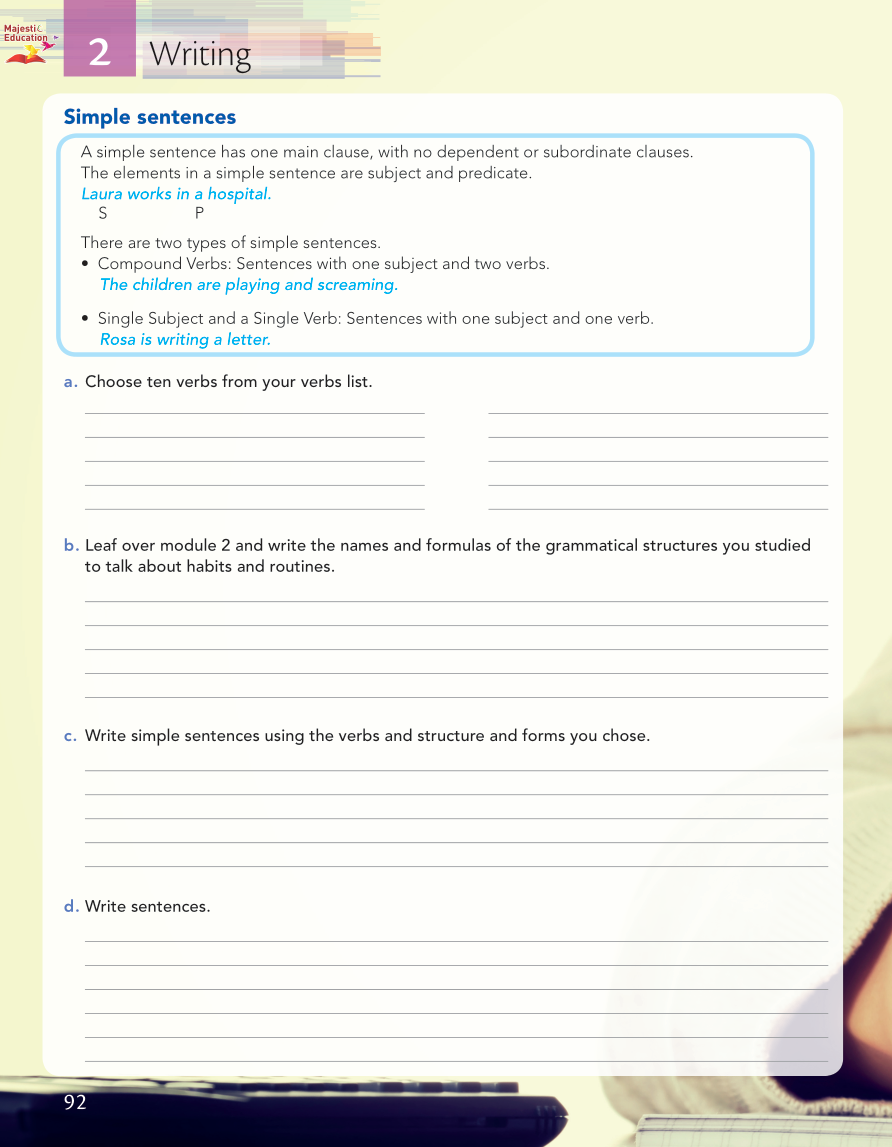 Majesti
Education
2
Writing
Simple sentences
A simple sentence has one main clause, with no dependent or subordinate clauses.
The elements in a simple sentence are subject and predicate.
Laura works in a hospital.
S P
There are two types of simple sentences.
• Compound Verbs: Sentences with one subject and two verbs.
The children are playing and screaming.
• Single Subject and a Single Verb: Sentences with one subject and one verb.
Rosa is writing a letter.
a. Choose ten verbs from your verbs list.
b. Leaf over module 2 and write the names and formulas of the grammatical structures you studied
to talk about habits and routines.
c. Write simple sentences using the verbs and structure and forms you chose.
d. Write sentences.
92